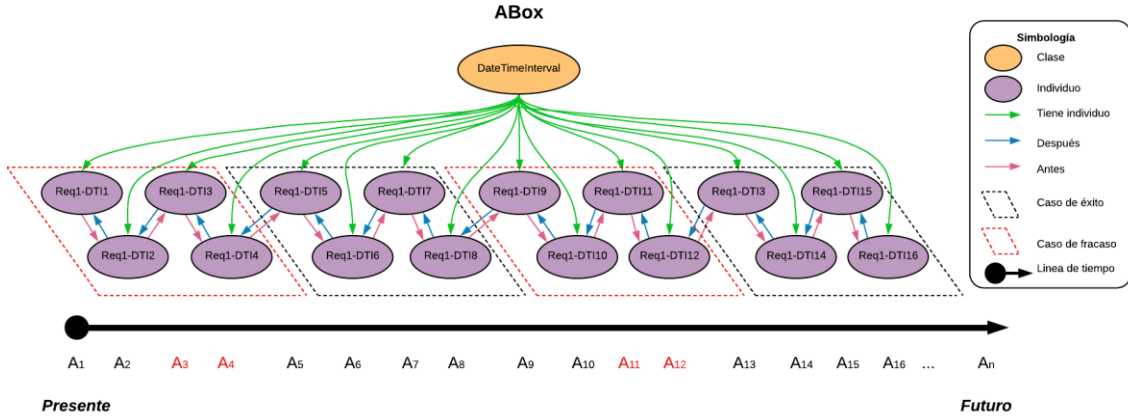 ABox
DateTimeInterval
Req1-DTI1
Req1-DTI3
Req1-DTI5
Req1-DTI7
Req1-DTI9
Req1-DTI11
Req1-DTI3
Req1-DTI15
Req1-DTI2
Req1-DTI4
Req1-DTI6
Req1-DTI8
Req1-DTI10
Req1-DTI12
Req1-DTI14
Req1-DTI16
A1 A2 A3 A4 A5 A6 A7 A8 A9 A10 A11 A12 A13 A14 A15 A16 ... An
Presente
Futuro
Simbología
Clase
Individuo
Tiene individuo
Después
Antes
Caso de éxito
Caso de fracaso
Linea de tiempo